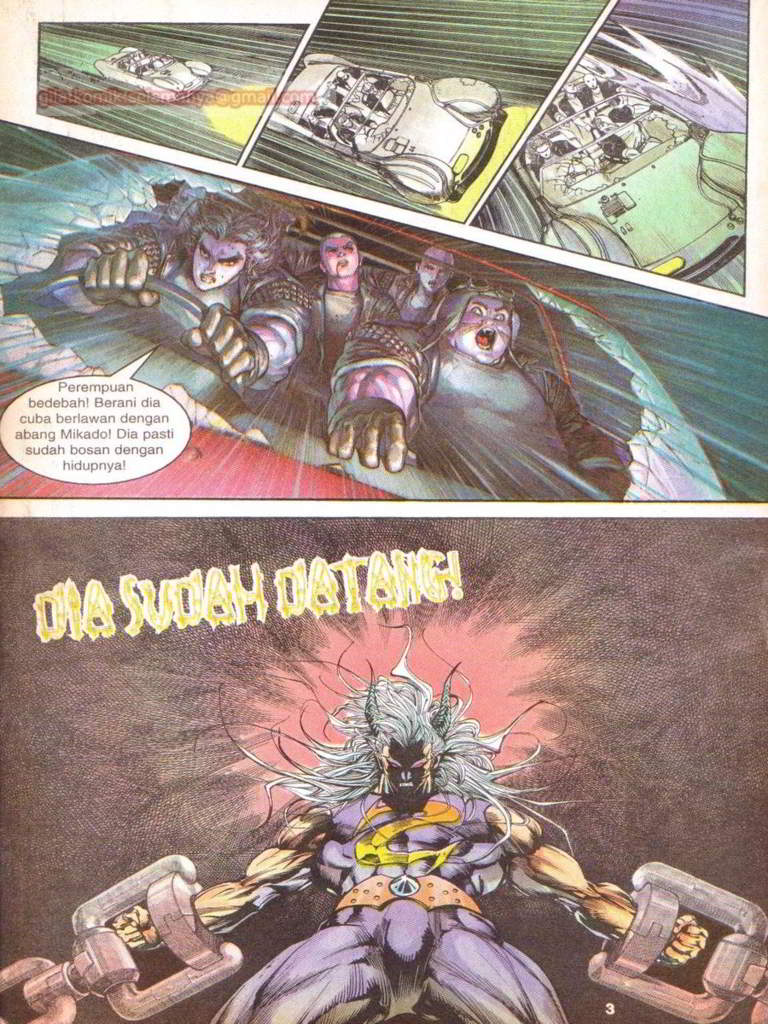 gilatkomikselamanya@gmail.com
Perempuan
bedebah! Berani dia
cuba berlawan dengan
abang Mikado! Dia pasti
sudah bosan dengan
hidupnya!
DIA SUDAH DATANG!
3